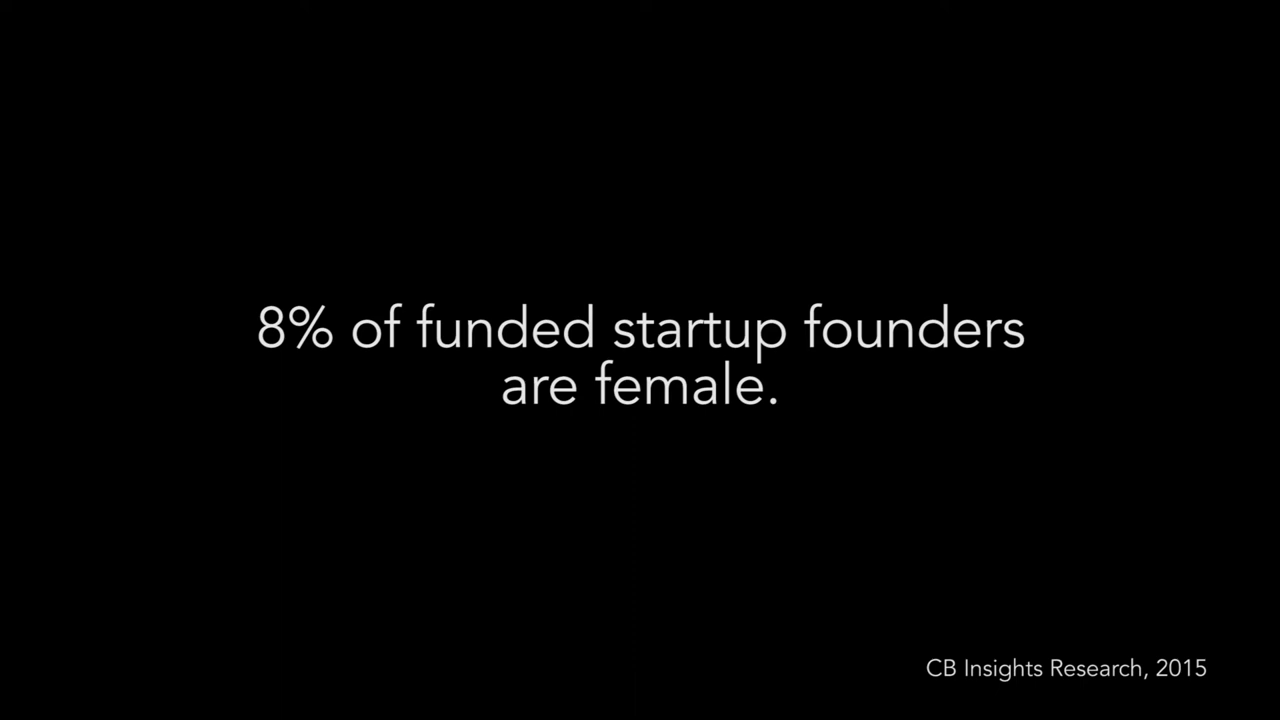 8% of funded startup founders
are female.
CB Insights Research, 2015